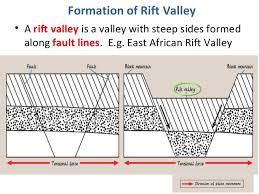 Formation of Rift Valley
• A rift valley is a valley with steep sides formed
along fault lines. E.g. East African Rift Valley
Fault
Fault
Block mountain
Block mountain
Rift valley
Tensional force
Tensional force
Direction of plate movement